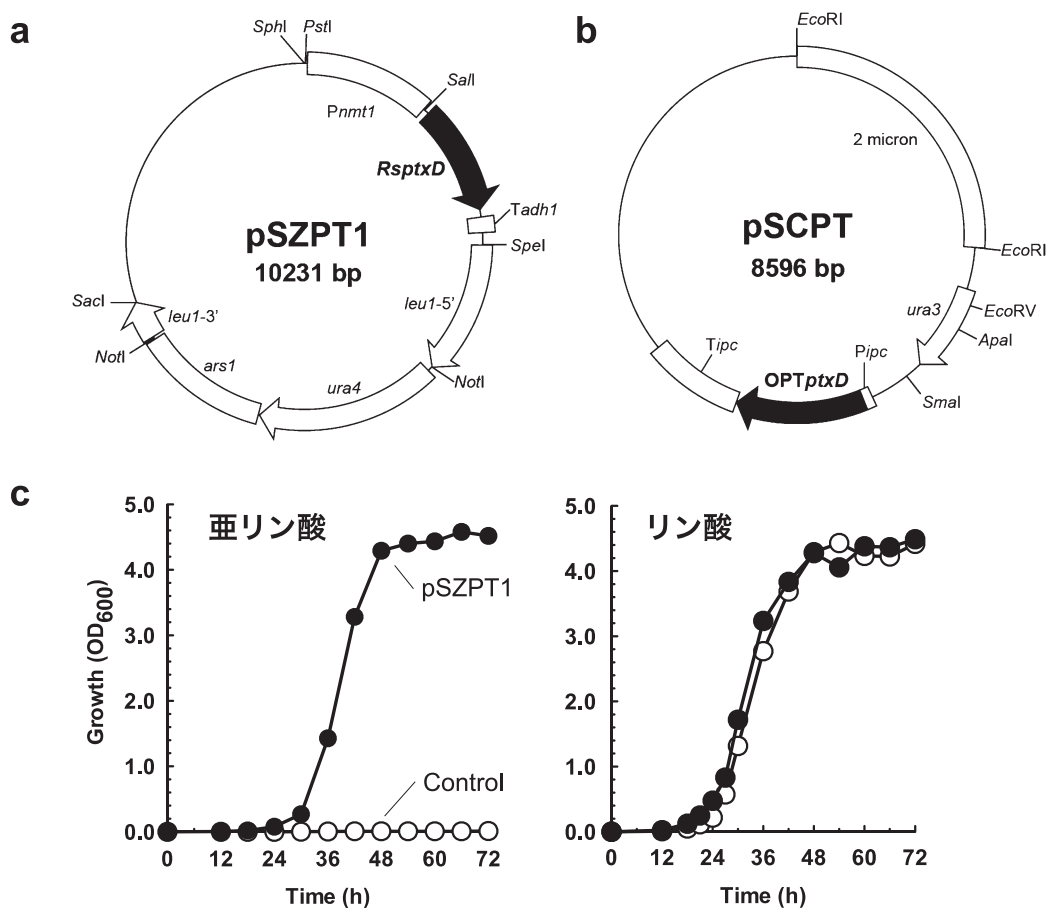 a
SphI
PstI
SalI
Pnmt1
RsptxD
Tadh1
SpeI
pSZPT1
10231 bp
leu1-5’
SacI
leu1-3’
NotI
ars1
ura4
NotI
b
EcoRI
2 micron
pSCPT
8596 bp
EcoRI
ura3
EcoRV
ApaI
Tipc
Pipc
OPTptxD
SmaI
c
亜リン酸
5.0
4.0
3.0
2.0
1.0
0.0
Growth (OD600)
pSZPT1
Control
0 12 24 36 48 60 72
Time (h)
リン酸
5.0
4.0
3.0
2.0
1.0
0.0
0 12 24 36 48 60 72
Time (h)